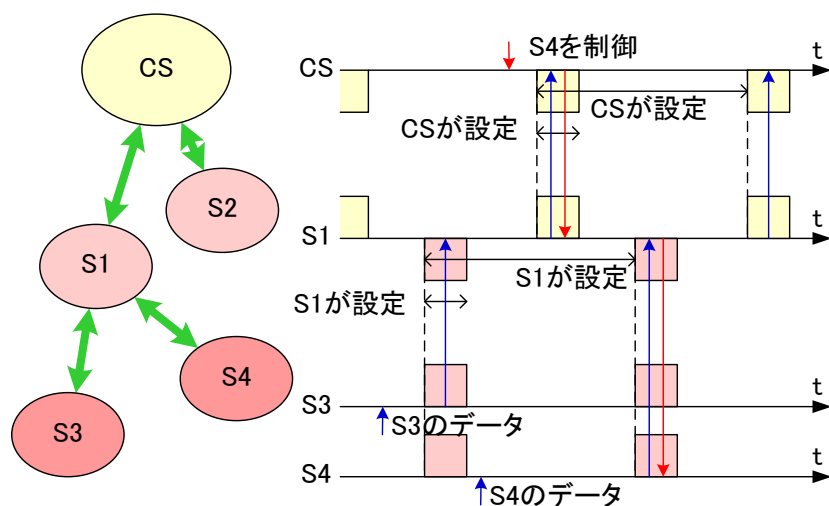 CS
S2
S1
S4
S3
CS
S4を制御
t
CSが設定
CSが設定
S1
t
S1が設定
S1が設定
S3
t
S3のデータ
S4
t
S4のデータ